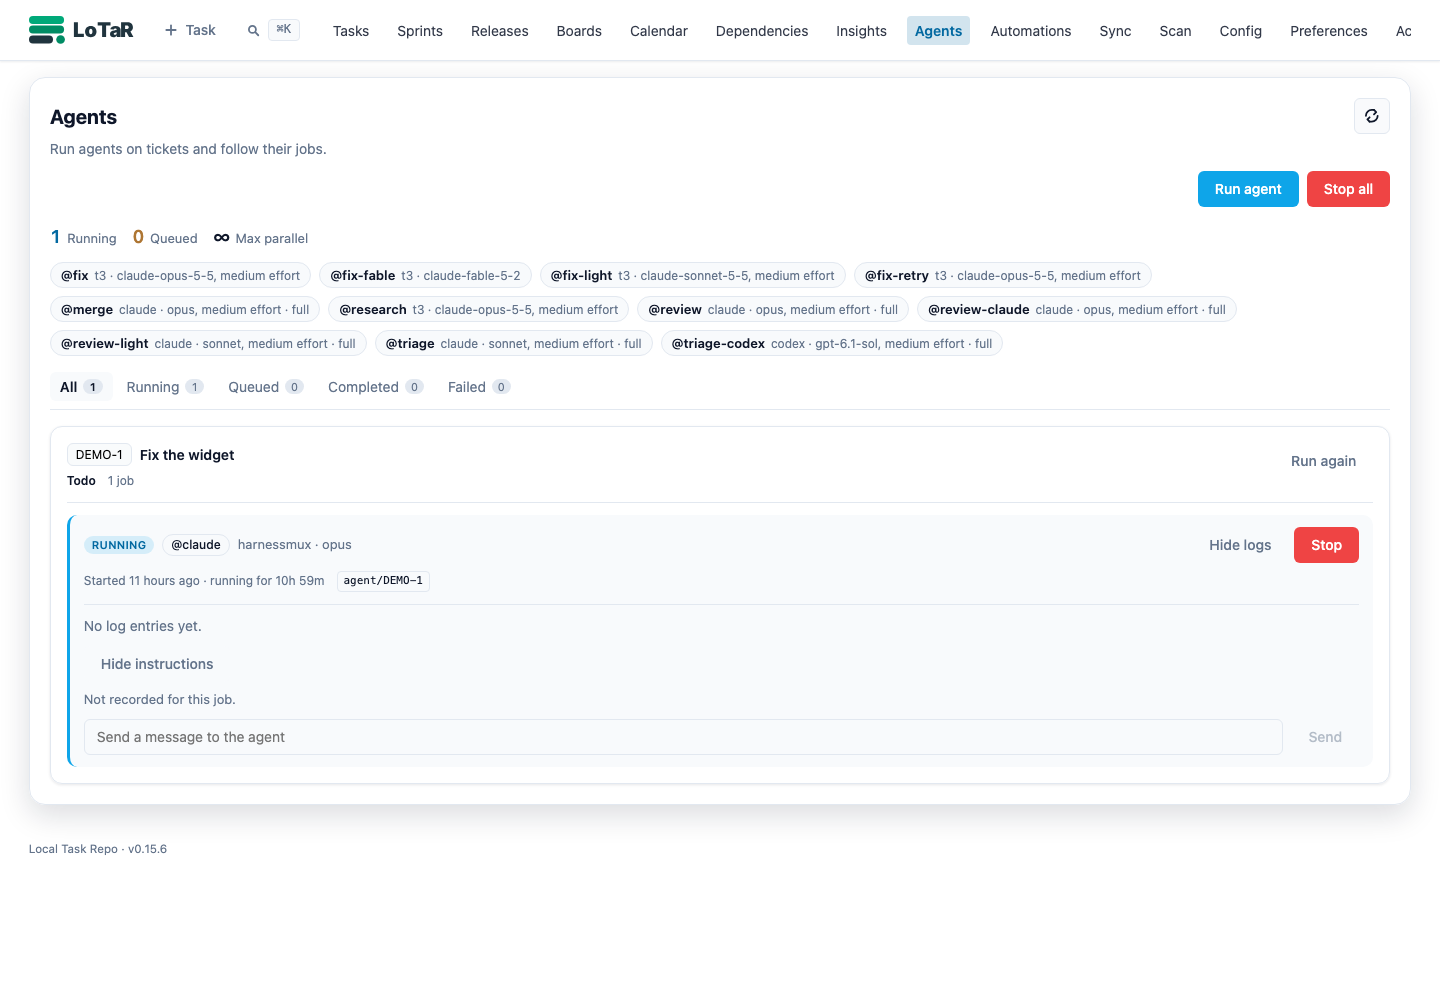 LoTaR + Task ⌘K Tasks Sprints Releases Boards Calendar Dependencies Insights Agents Automations Sync Scan Config Preferences Ac
Agents
Run agents on tickets and follow their jobs.
Run agent Stop all
1 Running 0 Queued ∞ Max parallel
@fix t3 · claude-opus-5-5, medium effort @fix-fable t3 · claude-fable-5-2 @fix-light t3 · claude-sonnet-5-5, medium effort @fix-retry t3 · claude-opus-5-5, medium effort
@merge claude · opus, medium effort · full @research t3 · claude-opus-5-5, medium effort @review claude · opus, medium effort · full @review-claude claude · opus, medium effort · full
@review-light claude · sonnet, medium effort · full @triage claude · sonnet, medium effort · full @triage-codex codex · gpt-6.1-sol, medium effort · full
All 1 Running 1 Queued 0 Completed 0 Failed 0
DEMO-1 Fix the widget
Run again
Todo 1 job
RUNNING @claude harnessmux · opus Hide logs Stop
Started 11 hours ago · running for 10h 59m agent/DEMO-1
No log entries yet.
Hide instructions
Not recorded for this job.
Send a message to the agent Send
Local Task Repo · v0.15.6